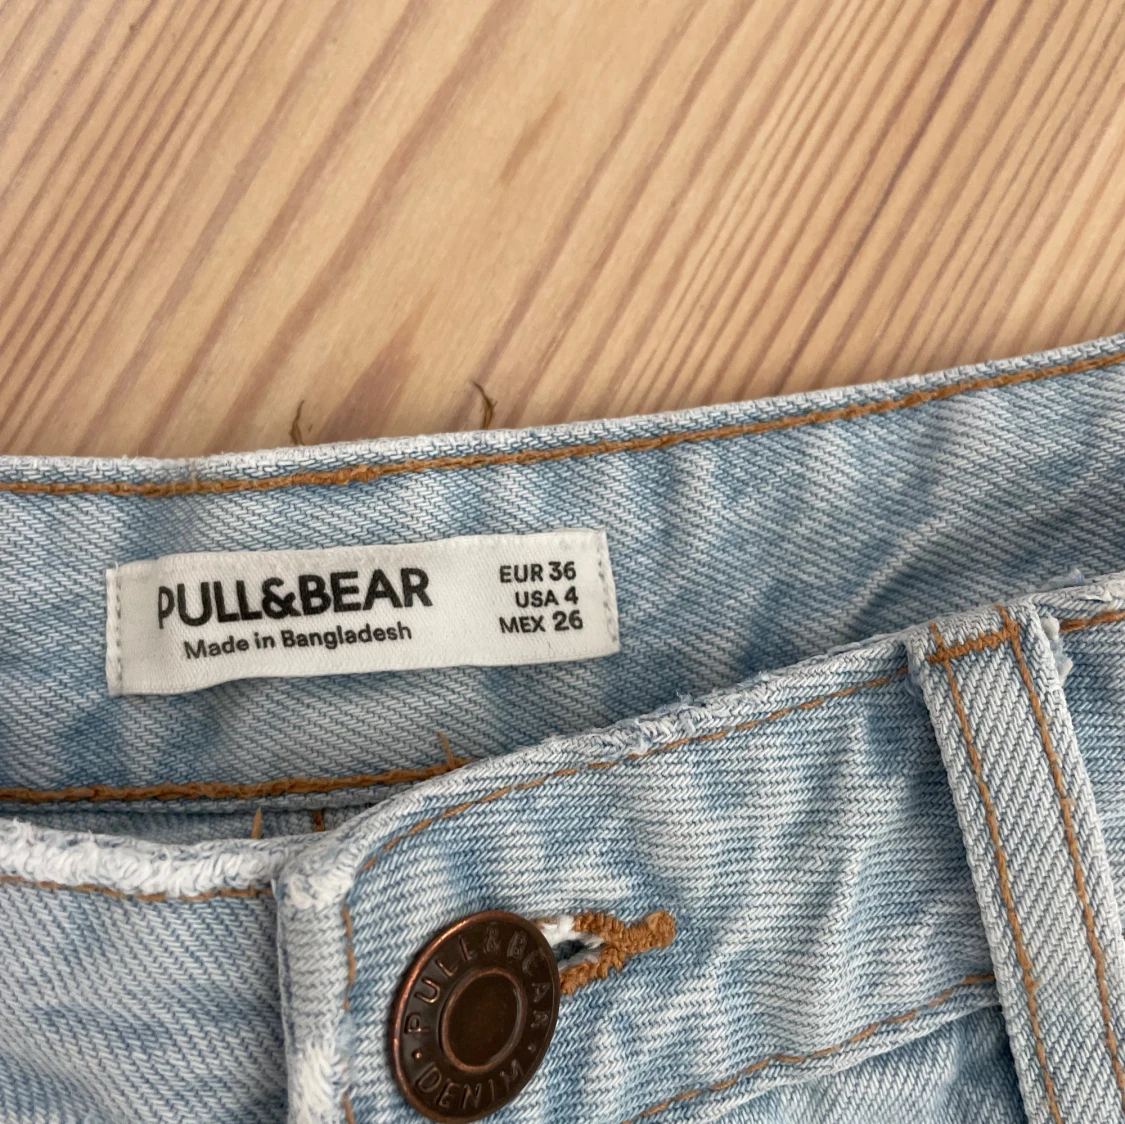 PULL&BEAR
Made in Bangladesh
EUR 36
USA 4
MEX 26
PULL&BEAR
• DENIM •